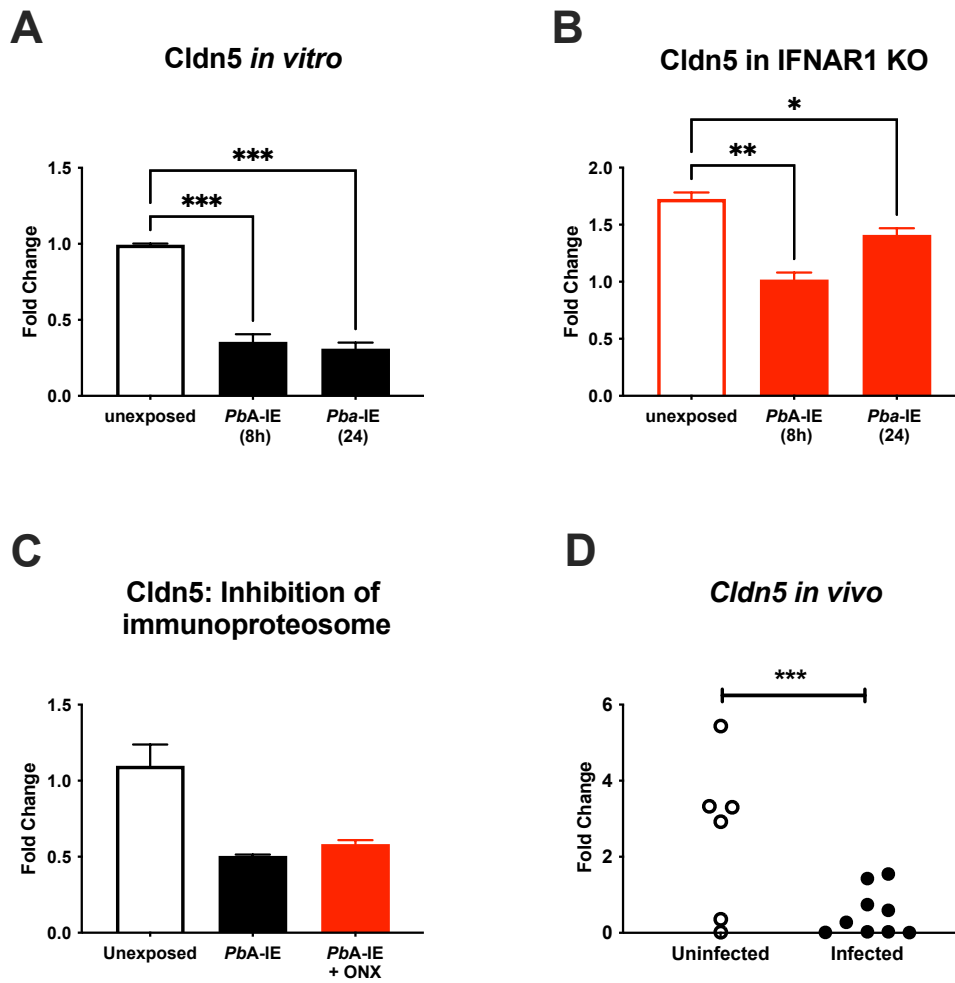 A
Cldn5 in vitro
***
***
1.5
1.0
0.5
0.0
Fold Change
unexposed
PbA-IE
(8h)
Pba-IE
(24)
B
Cldn5 in IFNAR1 KO
*
**
2.0
1.5
1.0
0.5
0.0
Fold Change
unexposed
PbA-IE
(8h)
Pba-IE
(24)
C
Cldn5: Inhibition of
immunoproteosome
1.5
1.0
0.5
0.0
Fold Change
Unexposed
PbA-IE
PbA-IE
+ ONX
D
Cldn5 in vivo
***
6
4
2
0
Fold Change
Uninfected
Infected